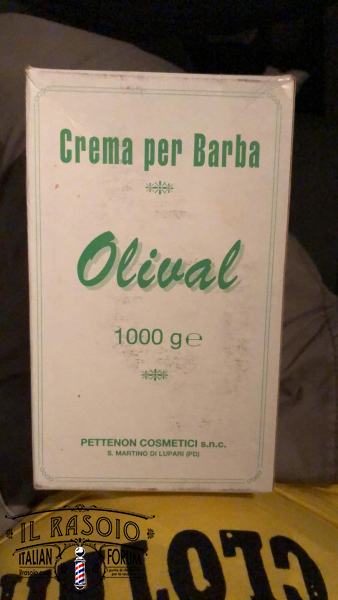 Crema per Barba
Olival
1000 g ℮
PETTENON COSMETICI s.n.c.
S. MARTINO DI LUPARI (PD)
IL RASOIO
ITALIAN FORUM